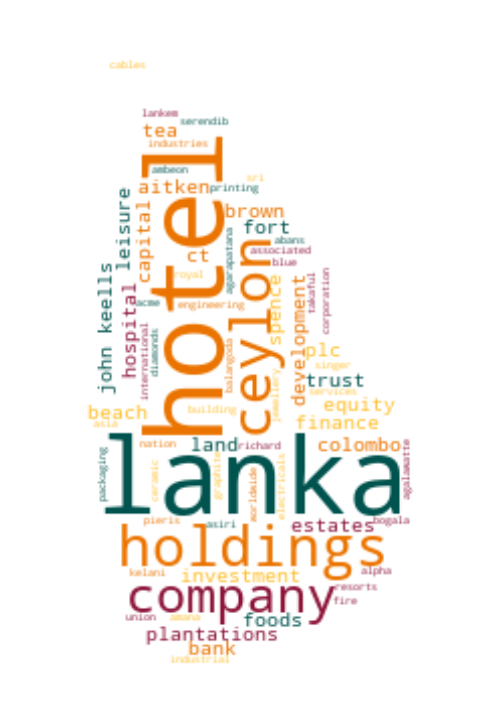 cables
lankem
serendib
tea
industries
hotel
ambeon
sri
aitken
printing
leisure
capital
brown
fort
abans
associated
ct
blue
agarapatana
ceylon
john keells
hospital
royal
spence
takaful
corporation
acme
engineering
development
international
diamonds
balangoda
plc
singer
trust
jewellery
services
beach
building
equity
asia
finance
nation
land
richard
colombo
lanka
packaging
ceramic
graphite
worldwide
electricals
agalamatte
pieris
asiri
estates
bogala
holdings
kelani
investment
alpha
company
resorts
fire
union
amana
foods
plantations
bank
industrial